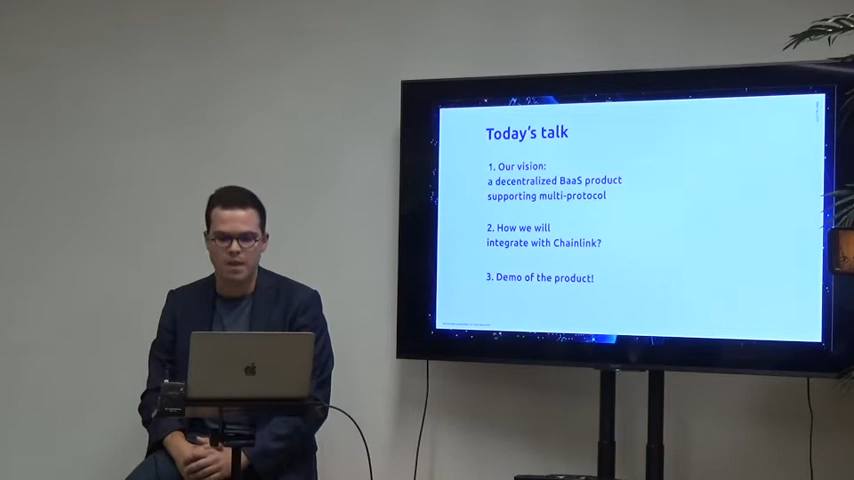 Today's talk
1. Our vision:
a decentralized BaaS product
supporting multi-protocol
2. How we will
integrate with Chainlink?
3. Demo of the product!